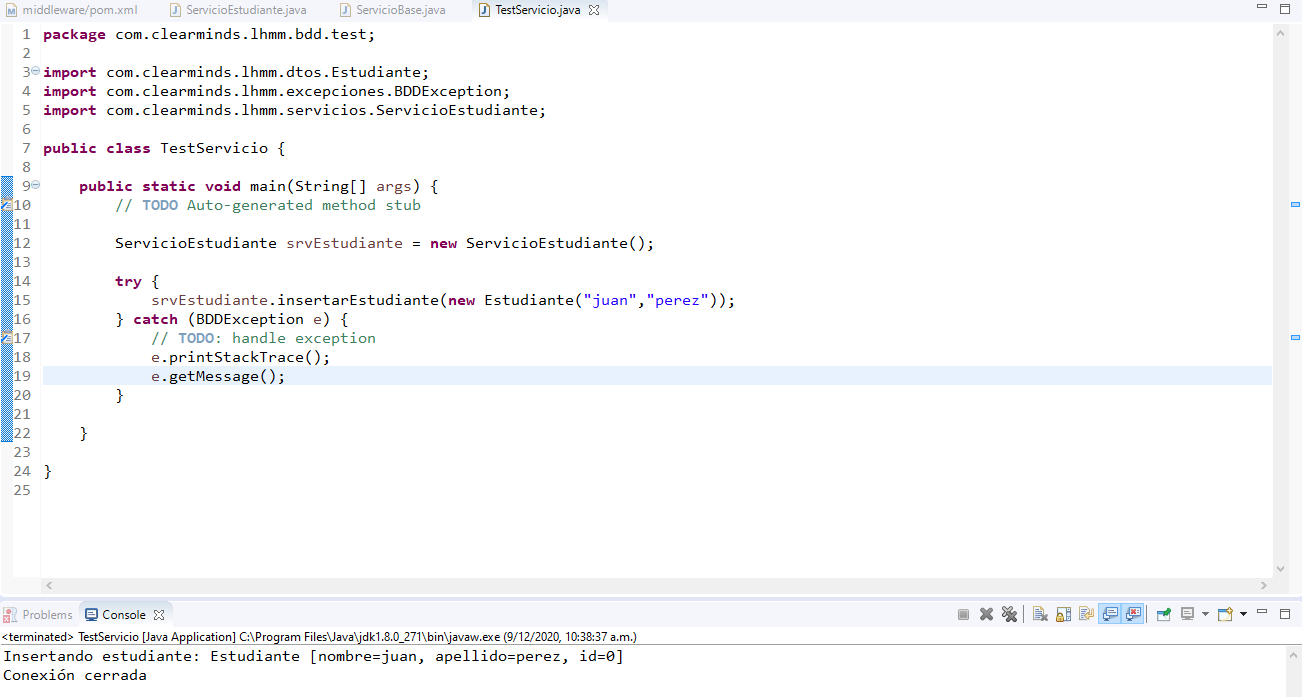 middleware/pom.xml ServicioEstudiante.java ServicioBase.java TestServicio.java
1 package com.clearminds.lhmm.bdd.test;
2
3 import com.clearminds.lhmm.dtos.Estudiante;
4 import com.clearminds.lhmm.excepciones.BDDException;
5 import com.clearminds.lhmm.servicios.ServicioEstudiante;
6
7 public class TestServicio {
8
9 public static void main(String[] args) {
10 // TODO Auto-generated method stub
11
12 ServicioEstudiante srvEstudiante = new ServicioEstudiante();
13
14 try {
15 srvEstudiante.insertarEstudiante(new Estudiante("juan","perez"));
16 } catch (BDDException e) {
17 // TODO: handle exception
18 e.printStackTrace();
19 e.getMessage();
20 }
21
22 }
23
24 }
25
Problems Console
<terminated> TestServicio [Java Application] C:\Program Files\Java\jdk1.8.0_271\bin\javaw.exe (9/12/2020, 10:38:37 a.m.)
Insertando estudiante: Estudiante [nombre=juan, apellido=perez, id=0]
Conexión cerrada